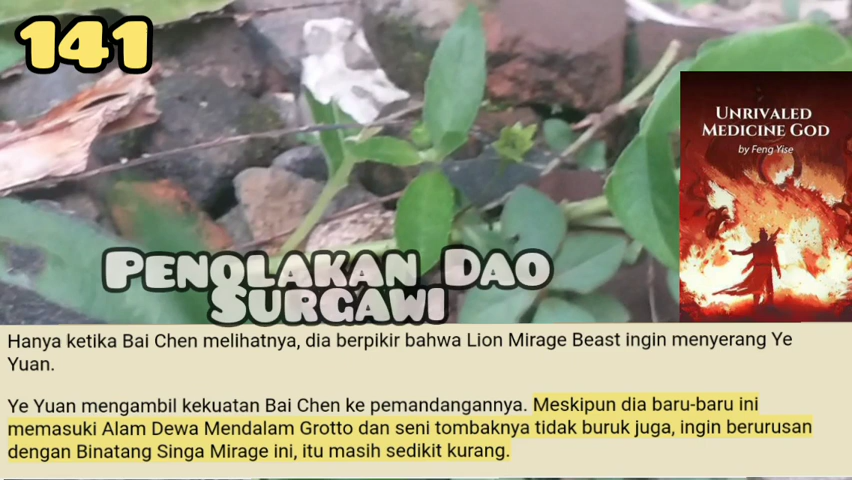 141
UNRIVALED
MEDICINE GOD
by Feng Yise
PENOLAKAN DAO
SURGAWI
Hanya ketika Bai Chen melihatnya, dia berpikir bahwa Lion Mirage Beast ingin menyerang Ye
Yuan.
Ye Yuan mengambil kekuatan Bai Chen ke pemandangannya. Meskipun dia baru-baru ini
memasuki Alam Dewa Mendalam Grotto dan seni tombaknya tidak buruk juga, ingin berurusan
dengan Binatang Singa Mirage ini, itu masih sedikit kurang.